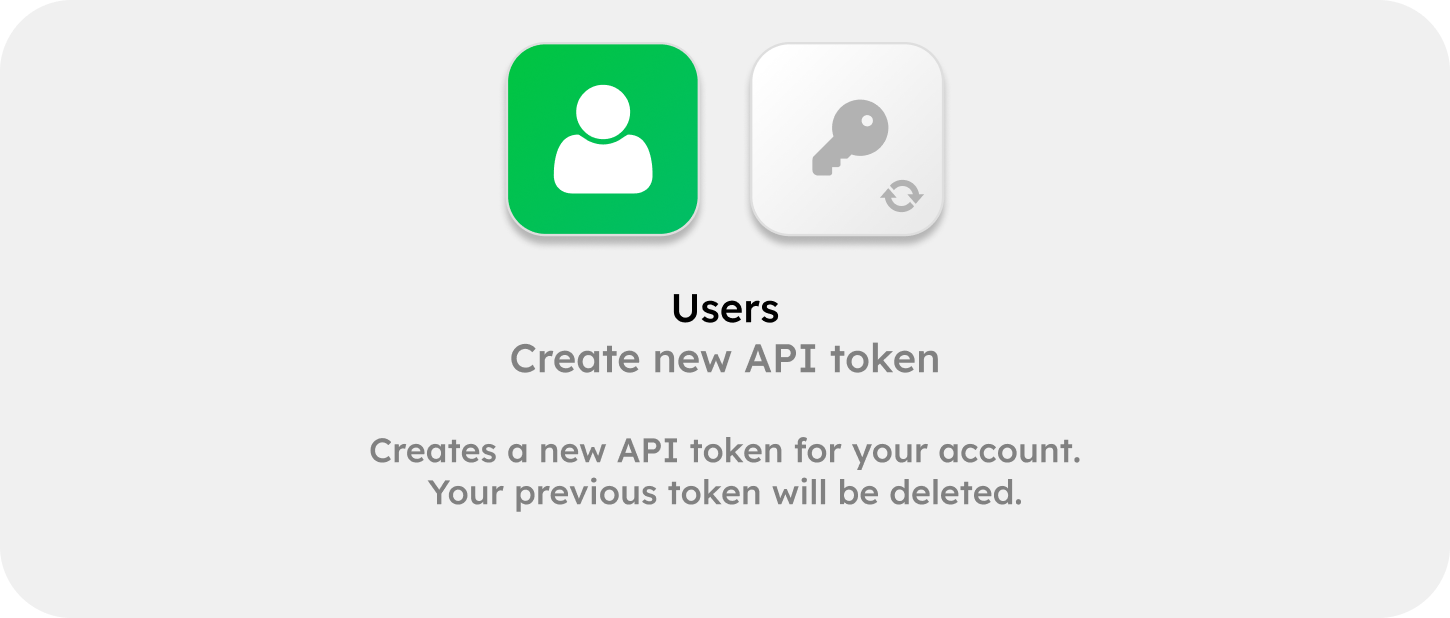 Users
Create new API token
Creates a new API token for your account.
Your previous token will be deleted.